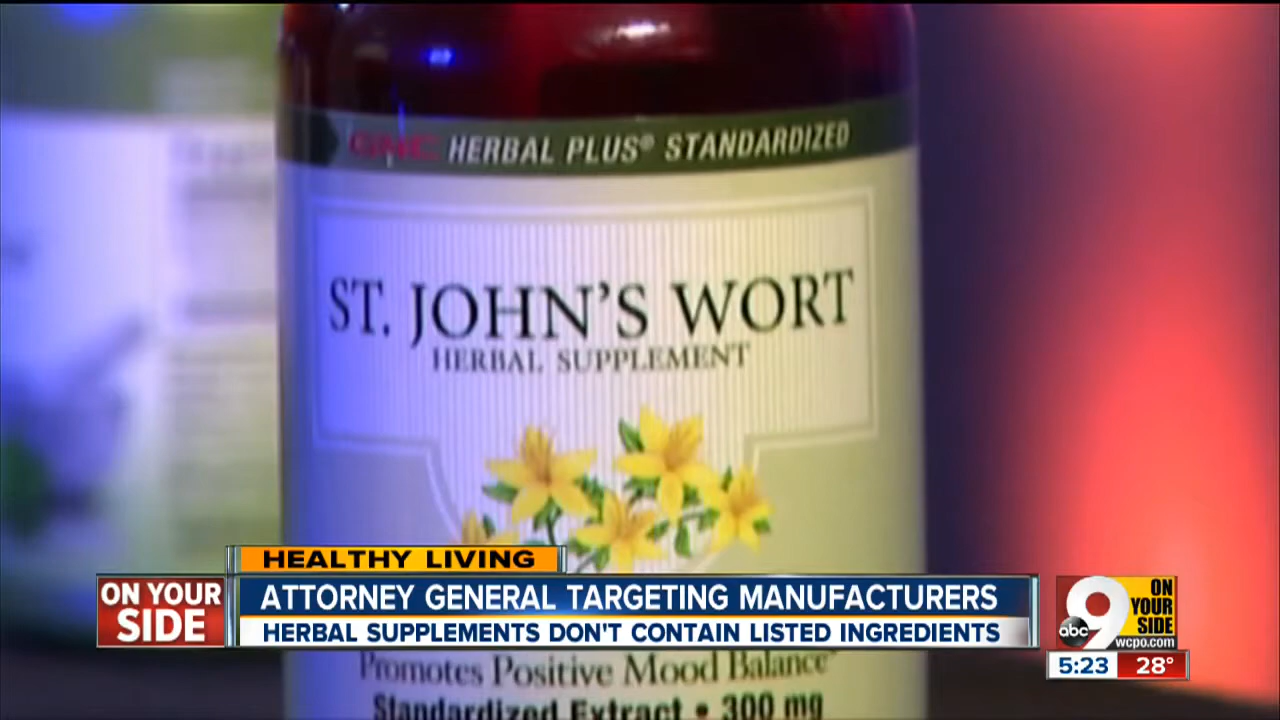 GNC HERBAL PLUS® STANDARDIZED
ST. JOHN'S WORT
HERBAL SUPPLEMENT
HEALTHY LIVING
ON YOUR SIDE
ATTORNEY GENERAL TARGETING MANUFACTURERS
HERBAL SUPPLEMENTS DON'T CONTAIN LISTED INGREDIENTS
abc 9 ON YOUR SIDE
wcpo.com
5:23 28°
Promotes Positive Mood Balance*
Standardized Extract • 300 mg